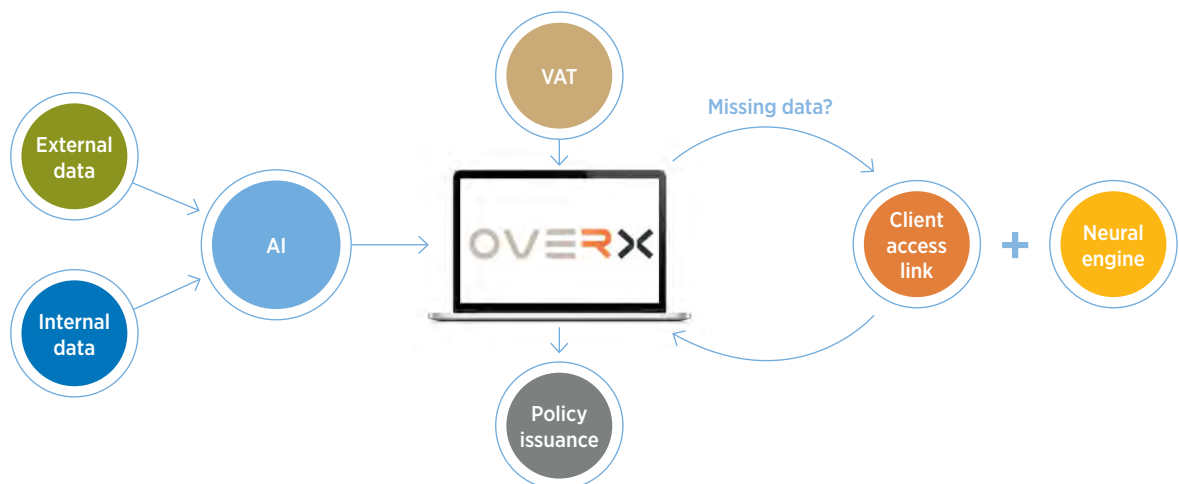 VAT
Missing data?
External
data
AI
OVERX
Client
access
link
+
Neural
engine
Internal
data
Policy
issuance